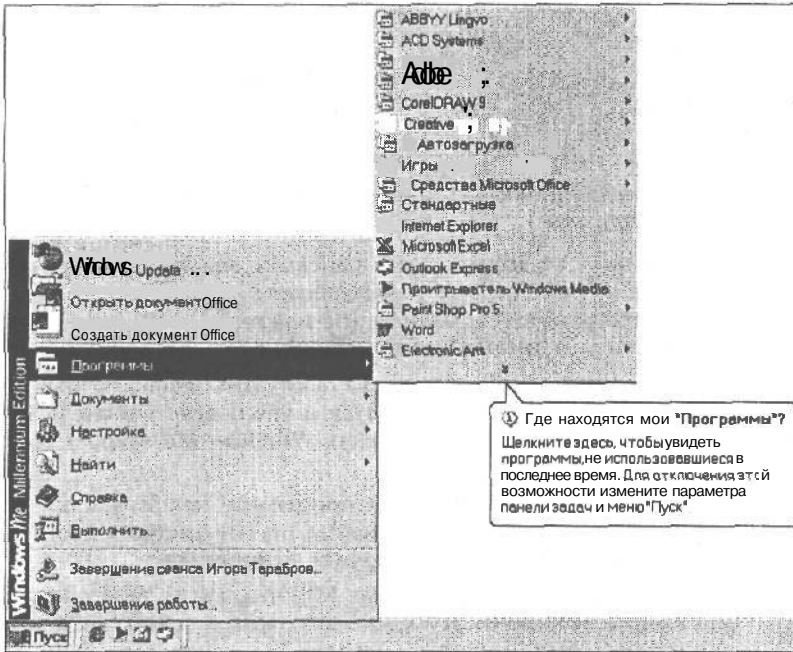 ABBYY Lingvo
ACD Systems
Adobe
CorelDRAW 9
Creative
Автозагрузка
Игры
Средства Microsoft Office
Стандартные
Internet Explorer
Microsoft Excel
Outlook Express
Проигрыватель Windows Media
Paint Shop Pro 5
Word
Electronic Arts
Windows Update ...
Открыть документ Office
Создать документ Office
Программы
Документы
Настройка
Найти
Справка
Выполнить...
Завершение сеанса Игорь Тарабров...
Завершение работы...
Windows Me Millennium Edition
Пуск
Где находятся мои "Программы"?
Щелкните здесь, чтобы увидеть
программы, не использовавшиеся в
последнее время. Для отключения этой
возможности измените параметра
панели задач и меню "Пуск"